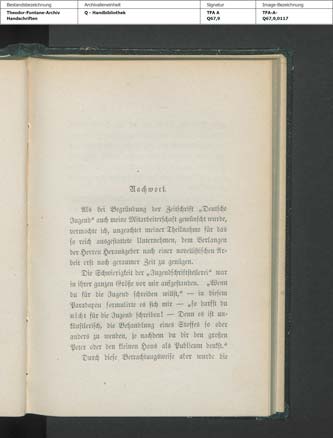 Bestandsbezeichnung
Archivalieneinheit
Signatur
Image-Bezeichnung
Theodor-Fontane-Archiv
Handschriften
Q - Handbibliothek
TFA A
Q67,9
TFA-A-
Q67,9,0117
Nachwort.
Als bei Begründung der Zeitschrift „Deutsche
Jugend“ auch meine Mitarbeiterschaft gewünscht wurde,
vermochte ich, ungeachtet meiner Theilnahme für das
so reich ausgestattete Unternehmen, dem Verlangen
der Herren Herausgeber nach einer novellistischen Ar-
beit erst nach geraumer Zeit zu genügen.
Die Schwierigkeit der „Jugendschriftstellerei“ war
in ihrer ganzen Größe vor mir aufgestanden. „Wenn
du für die Jugend schreiben willst,“ — in diesem
Paradoxon formulirte es sich mir — „so darfst du
nicht für die Jugend schreiben! — Denn es ist un-
künstlerisch, die Behandlung eines Stoffes so oder
anders zu wenden, je nachdem du dir den großen
Peter oder den kleinen Hans als Publicum denkst.“
Durch diese Betrachtungsweise aber wurde die